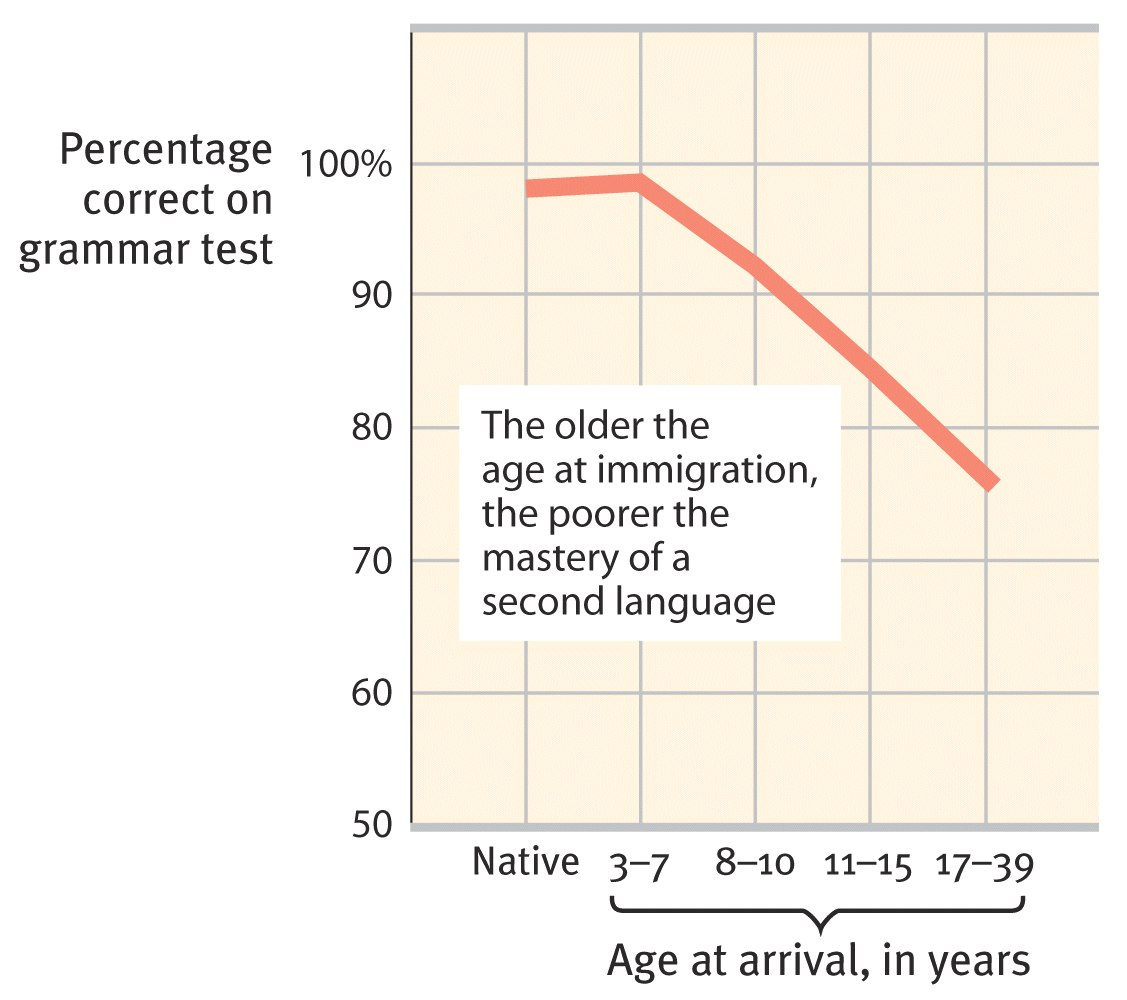 Percentage
correct on
grammar test
100%
90
80
70
60
50
The older the
age at immigration,
the poorer the
mastery of a
second language
Native 3–7 8–10 11–15 17–39
Age at arrival, in years